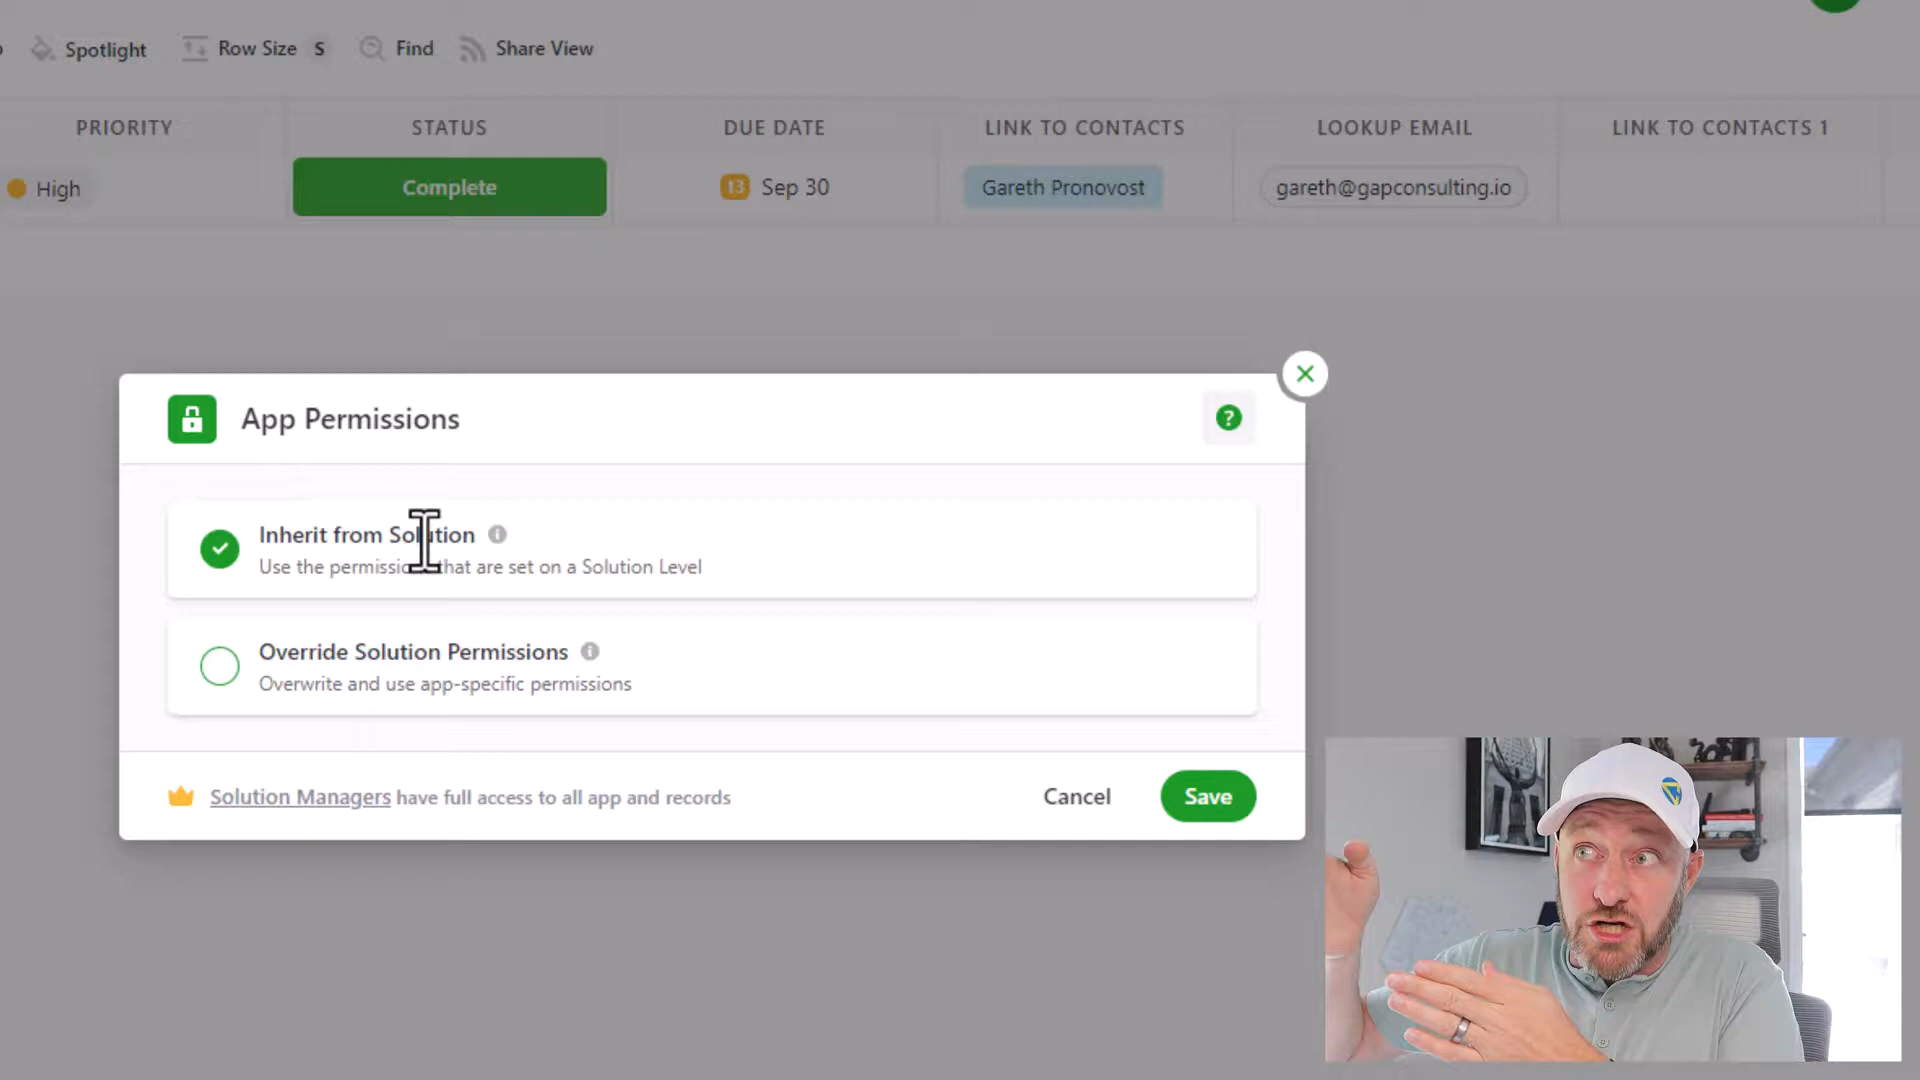 Spotlight Row Size S Find Share View
PRIORITY STATUS DUE DATE LINK TO CONTACTS LOOKUP EMAIL LINK TO CONTACTS 1
High Complete 13 Sep 30 Gareth Pronovost gareth@gapconsulting.io
App Permissions ?
Inherit from Solution
Use the permissions that are set on a Solution Level
Override Solution Permissions
Overwrite and use app-specific permissions
Solution Managers have full access to all app and records Cancel Save